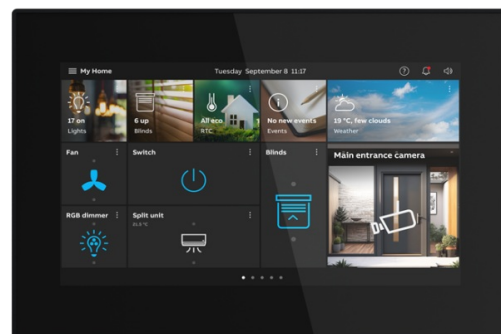 My Home
Tuesday September 8 11:17
17 on
Lights
6 up
Blinds
All eco
RTC
No new events
Events
13 °C, few clouds
Weather
Fan
Switch
Blinds
Main entrance camera
RGB dimmer
Split unit
21.5 °C